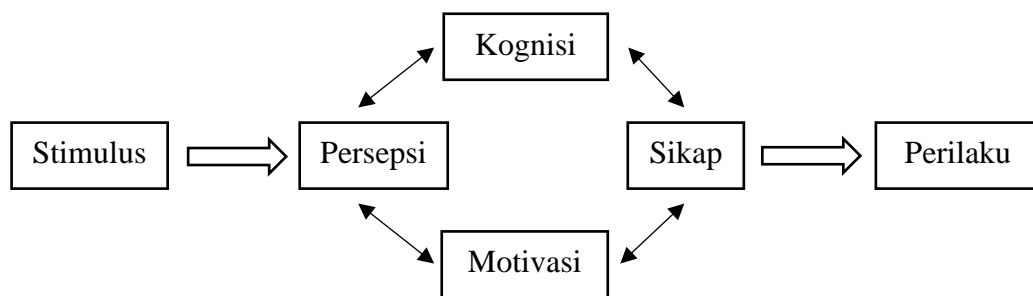 Kognisi
Stimulus
Persepsi
Sikap
Perilaku
Motivasi